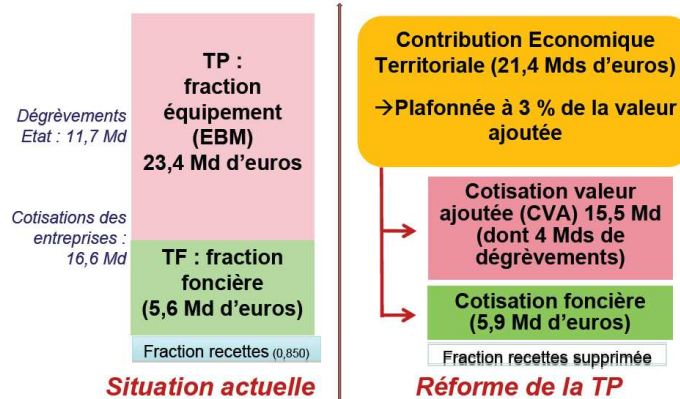 Dégrèvements
Etat : 11,7 Md
Cotisations des
entreprises :
16,6 Md
TP :
fraction
équipement
(EBM)
23,4 Md d'euros
TF : fraction
foncière
(5,6 Md d'euros)
Fraction recettes (0,850)
Situation actuelle
Contribution Economique
Territoriale (21,4 Mds d'euros)
→Plafonnée à 3 % de la valeur
ajoutée
Cotisation valeur
ajoutée (CVA) 15,5 Md
(dont 4 Mds de
dégrèvements)
Cotisation foncière
(5,9 Md d'euros)
Fraction recettes supprimée
Réforme de la TP